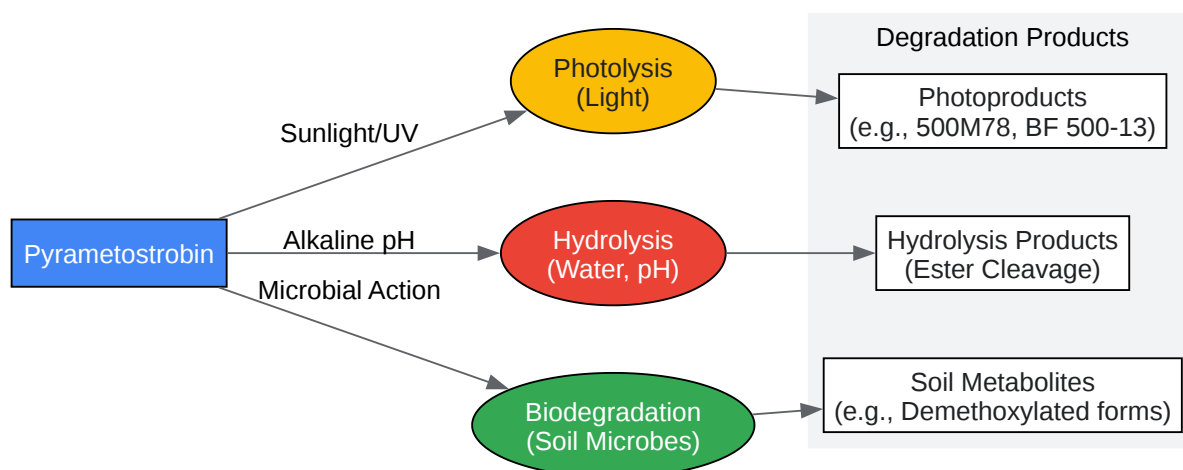 Degradation Products
Photolysis
(Light)
Photoproducts
(e.g., 500M78, BF 500-13)
Sunlight/UV
Pyrametostrobin
Alkaline pH
Hydrolysis
(Water, pH)
Hydrolysis Products
(Ester Cleavage)
Microbial Action
Biodegradation
(Soil Microbes)
Soil Metabolites
(e.g., Demethoxylated forms)